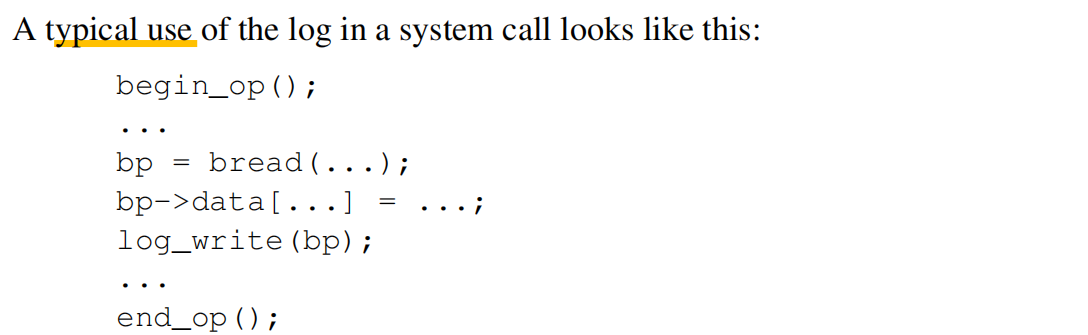 A typical use of the log in a system call looks like this:
begin_op();
...
bp = bread(...);
bp->data[...] = ...;
log_write(bp);
...
end_op();